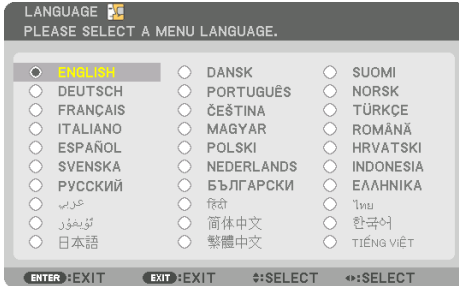 LANGUAGE
PLEASE SELECT A MENU LANGUAGE.
ENGLISH DANSK SUOMI
DEUTSCH PORTUGUÊS NORSK
FRANÇAIS ČEŠTINA TÜRKÇE
ITALIANO MAGYAR ROMÂNĂ
ESPAÑOL POLSKI HRVATSKI
SVENSKA NEDERLANDS INDONESIA
РУССКИЙ БЪЛГАРСКИ ΕΛΛΗΝΙΚΑ
عربي हिंदी ไทย
ئۇيغۇر 简体中文 한국어
日本語 繁體中文 TIẾNG VIỆT
ENTER :EXIT EXIT :EXIT :SELECT :SELECT